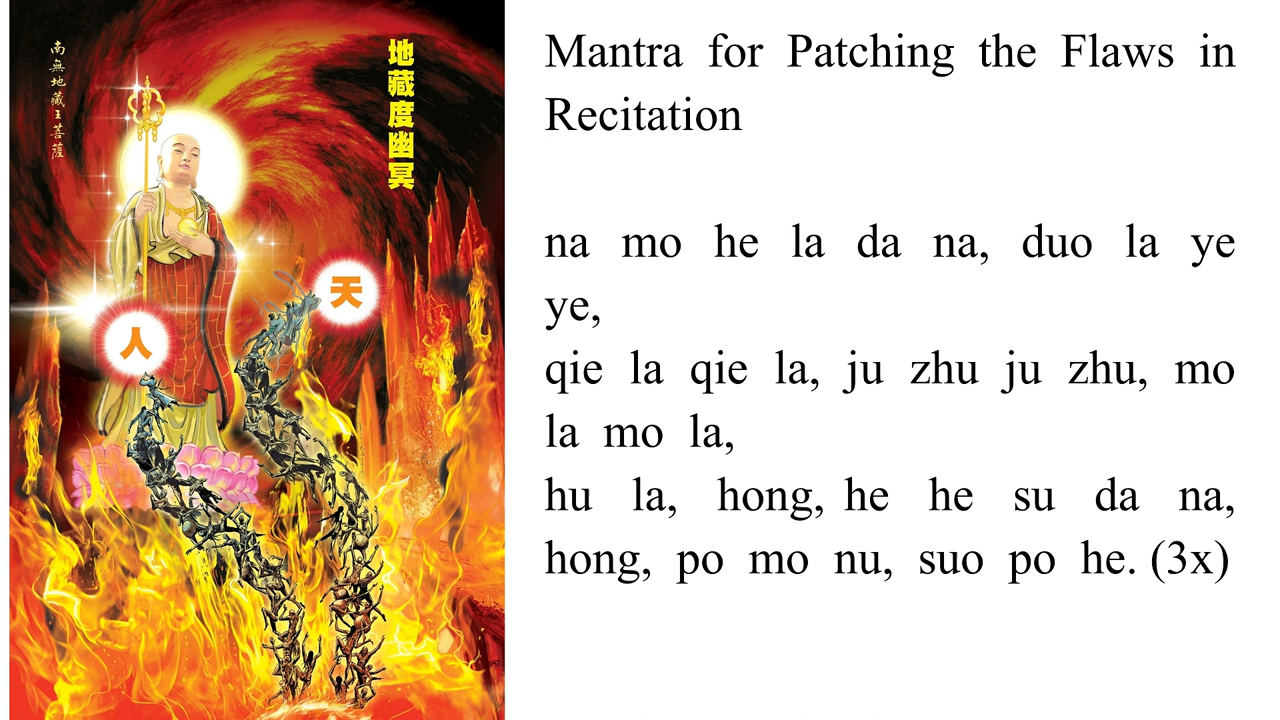 南無地藏王菩薩
地藏度幽冥
人
天
Mantra for Patching the Flaws in
Recitation
na mo he la da na, duo la ye
ye,
qie la qie la, ju zhu ju zhu, mo
la mo la,
hu la, hong, he he su da na,
hong, po mo nu, suo po he. (3x)